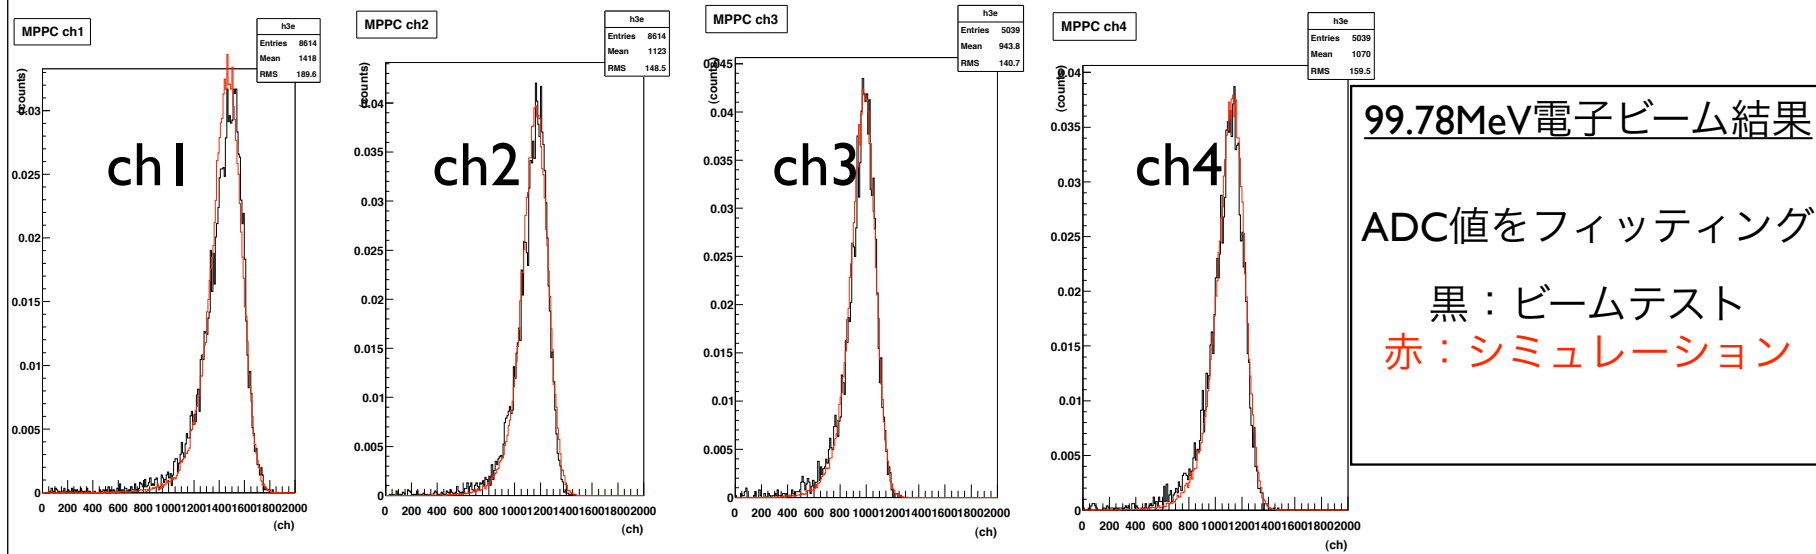 MPPC ch1
h3e
Entries 8614
Mean 1418
RMS 189.6
(counts)
0.03
0.025
0.02
0.015
0.01
0.005
0
0 200 400 600 800 1000 1200 1400 1600 1800 2000
(ch)
ch1
MPPC ch2
h3e
Entries 8614
Mean 1123
RMS 148.5
(counts)
0.04
0.035
0.03
0.025
0.02
0.015
0.01
0.005
0
0 200 400 600 800 1000 1200 1400 1600 1800 2000
(ch)
ch2
MPPC ch3
h3e
Entries 5039
Mean 943.8
RMS 140.7
(counts)
0.045
0.04
0.035
0.03
0.025
0.02
0.015
0.01
0.005
0
0 200 400 600 800 1000 1200 1400 1600 1800 2000
(ch)
ch3
MPPC ch4
h3e
Entries 5039
Mean 1070
RMS 159.5
(counts)
0.04
0.035
0.03
0.025
0.02
0.015
0.01
0.005
0
0 200 400 600 800 1000 1200 1400 1600 1800 2000
(ch)
ch4
99.78MeV電子ビーム結果
ADC値をフィッティング
黒：ビームテスト
赤：シミュレーション